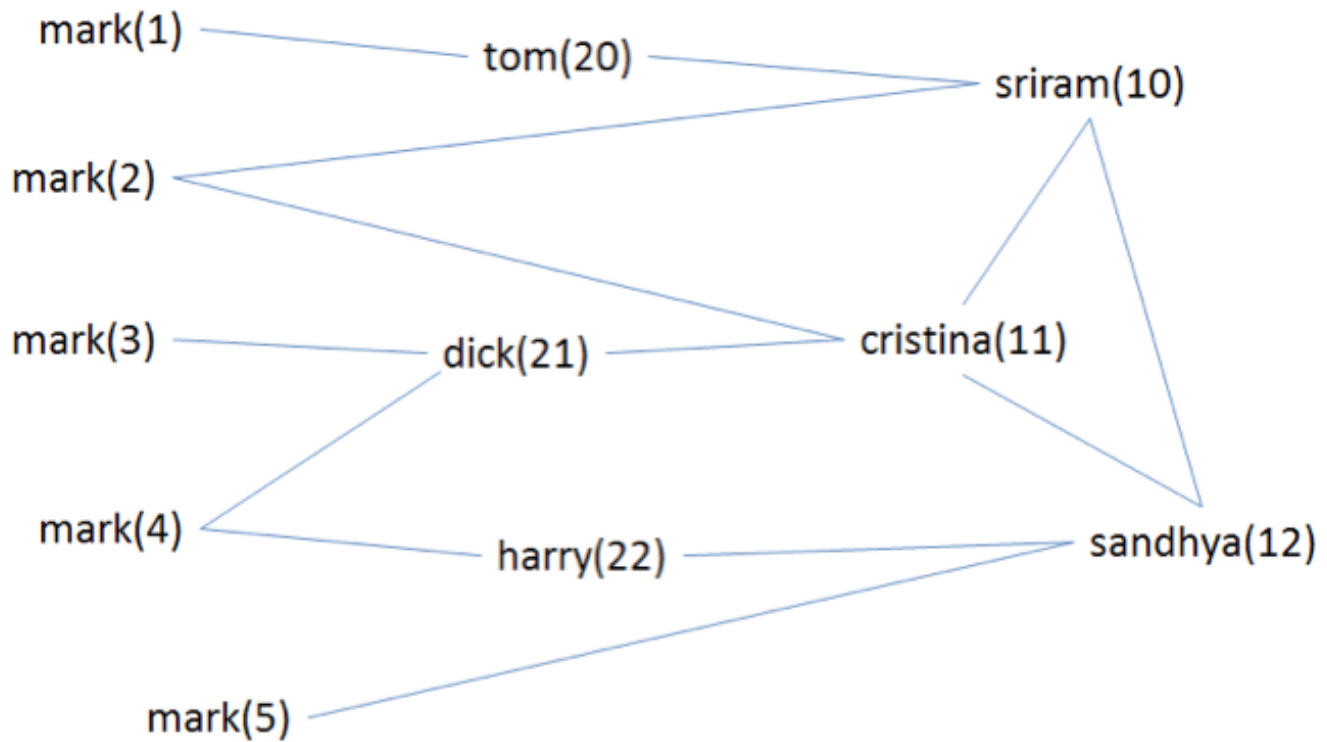 mark(1)
tom(20)
sriram(10)
mark(2)
mark(3)
dick(21)
cristina(11)
mark(4)
harry(22)
sandhya(12)
mark(5)